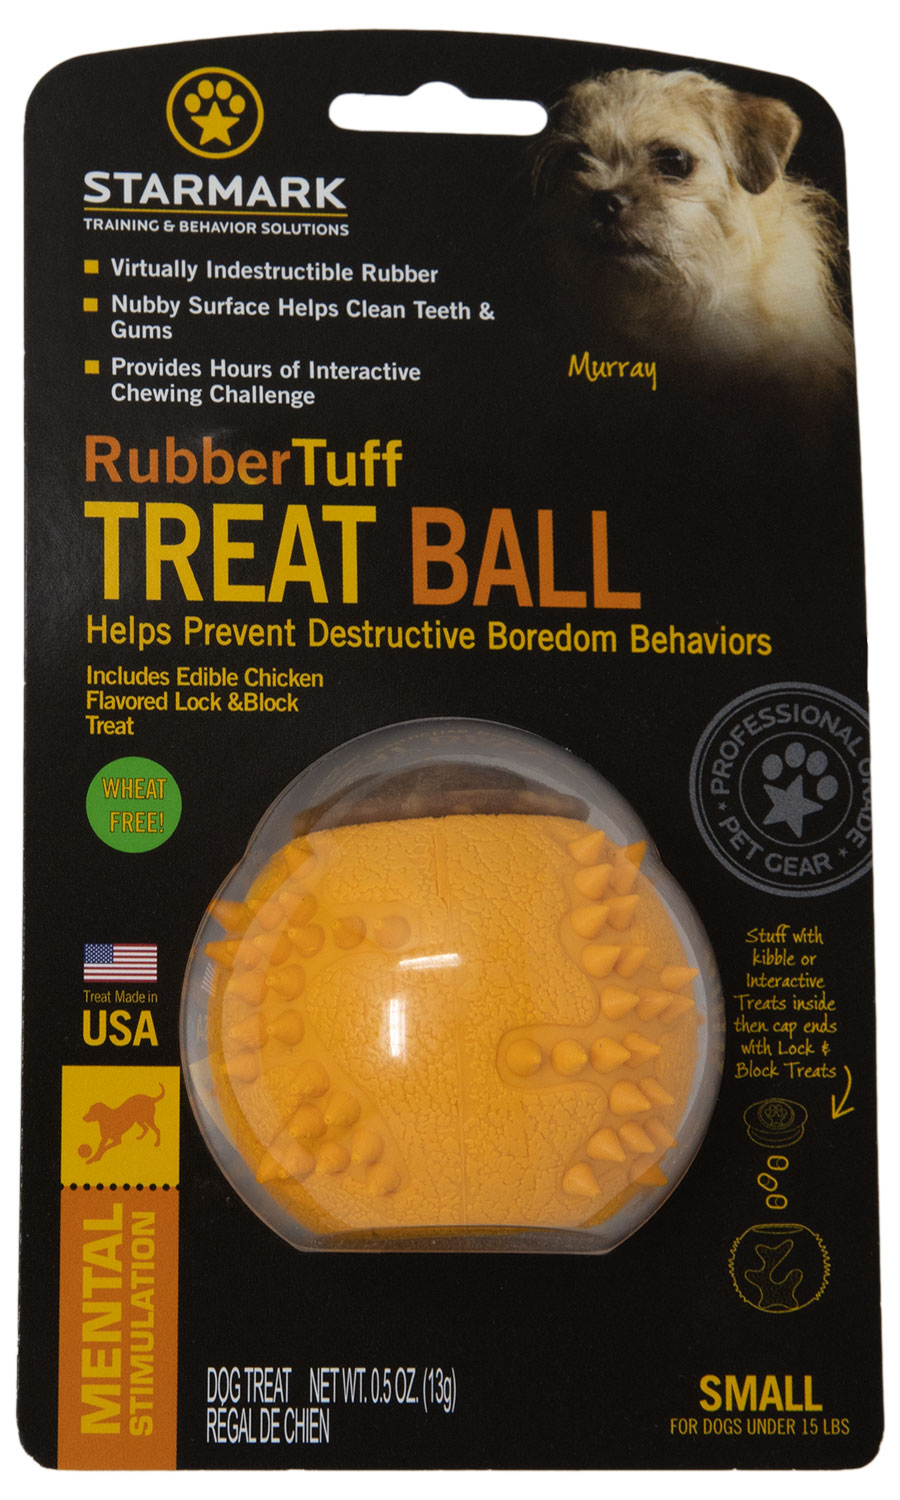 STARMARK
TRAINING & BEHAVIOR SOLUTIONS
Virtually Indestructible Rubber
Nubby Surface Helps Clean Teeth &
Gums
Provides Hours of Interactive
Chewing Challenge
Murray
RubberTuff
TREAT BALL
Helps Prevent Destructive Boredom Behaviors
Includes Edible Chicken
Flavored Lock &Block
Treat
WHEAT
FREE!
PROFESSIONAL GRADE
PET GEAR
Stuff with
kibble or
Interactive
Treats inside
then cap ends
with Lock &
Block Treats
Treat Made in
USA
MENTAL
STIMULATION
DOG TREAT NET WT. 0.5 OZ. (13g)
REGAL DE CHIEN
SMALL
FOR DOGS UNDER 15 LBS